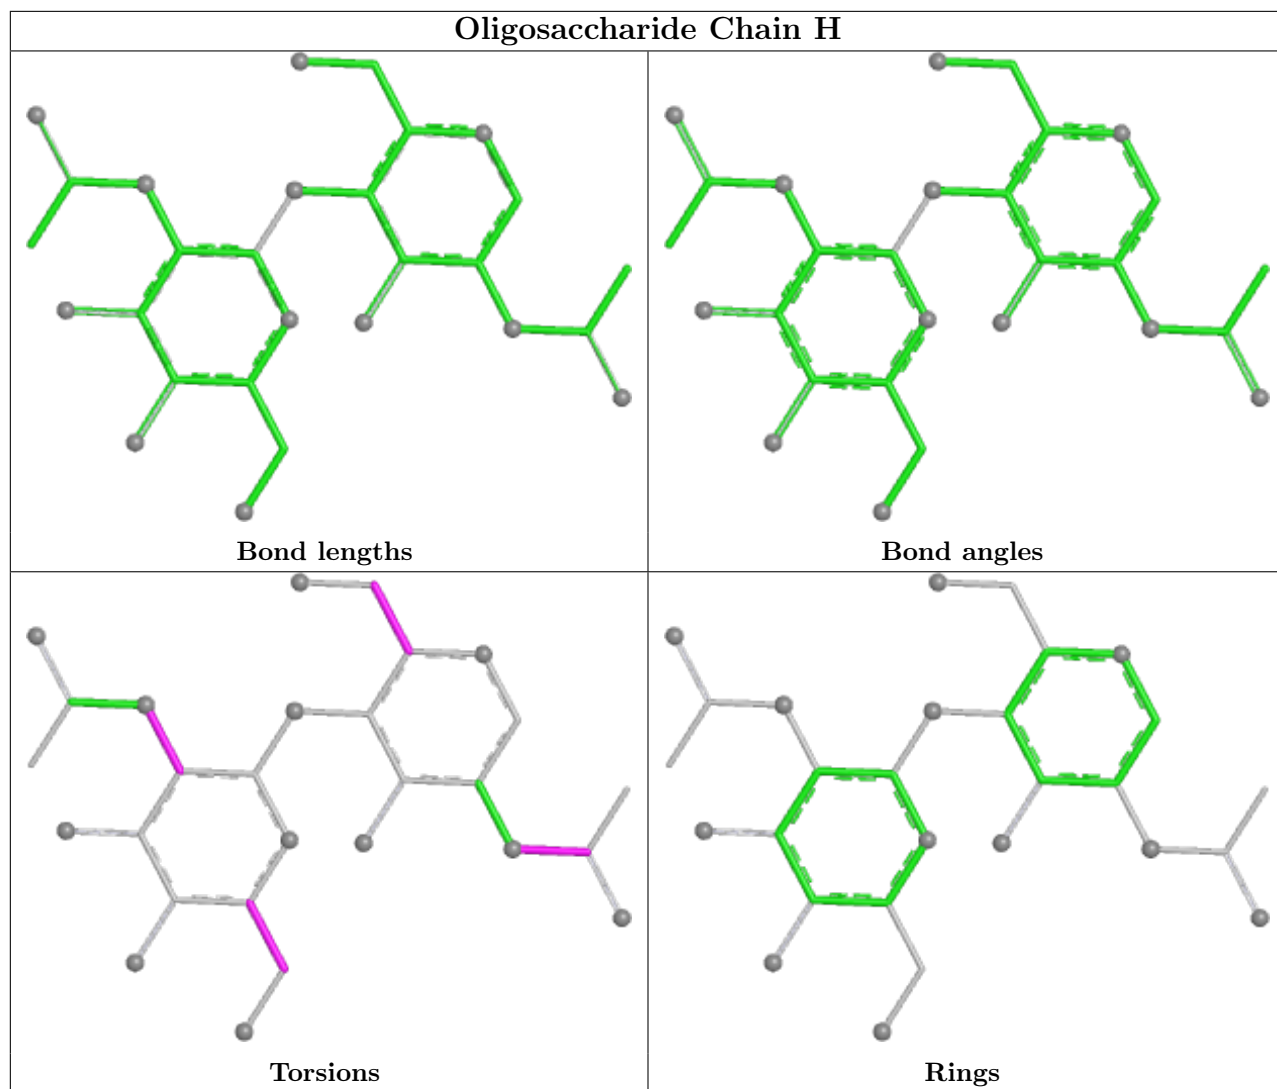 Oligosaccharide Chain H
Bond lengths
Bond angles
Torsions
Rings